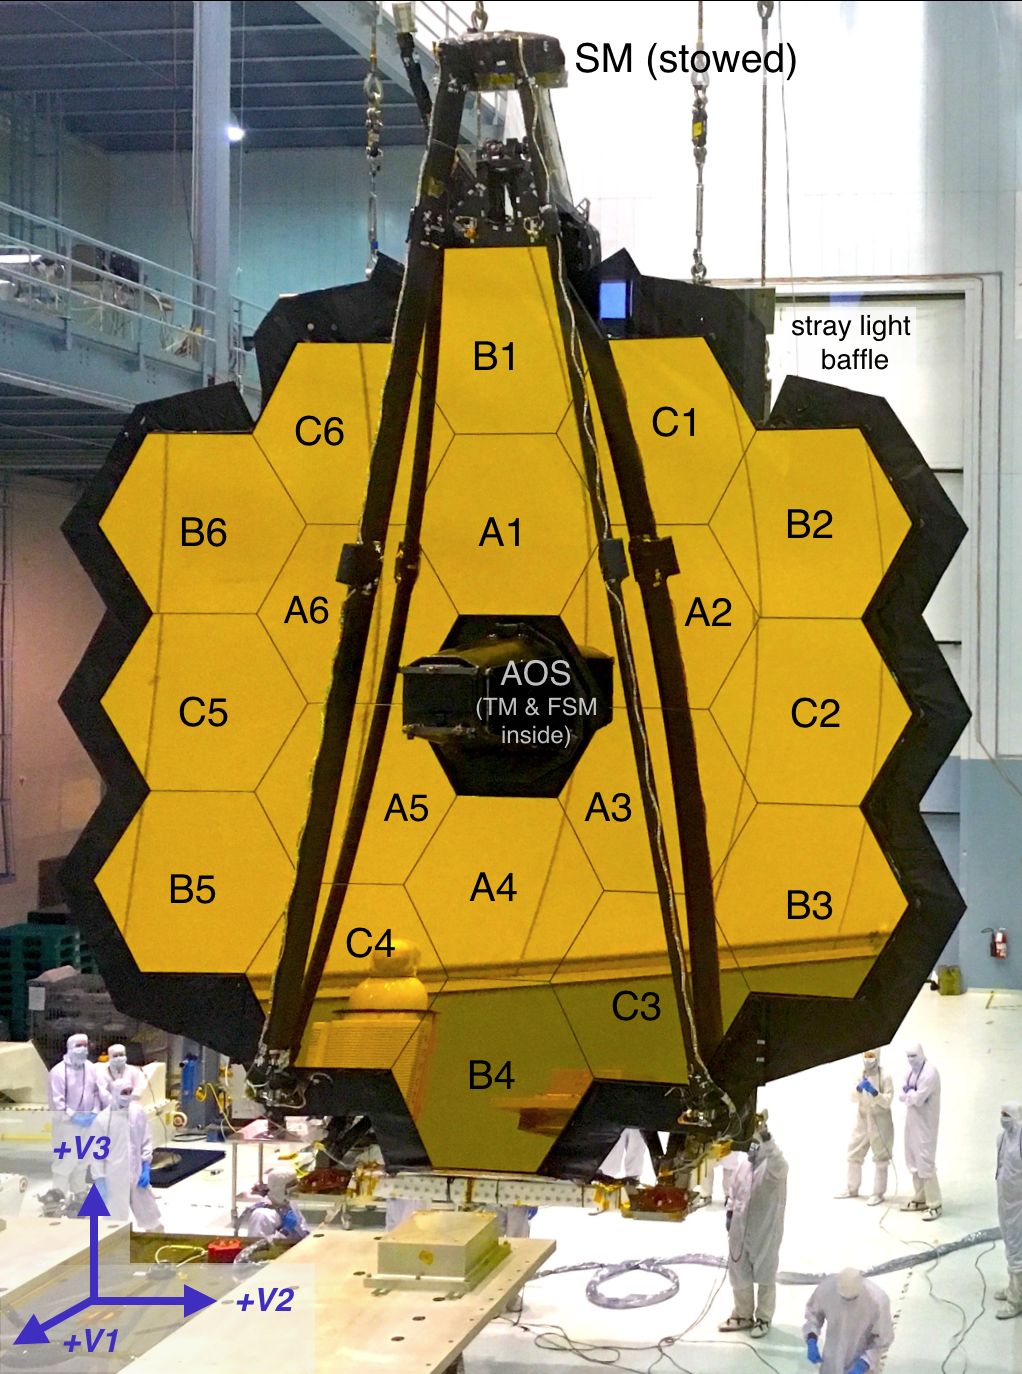 SM (stowed)
stray light
baffle
B1
C6
C1
B6
A1
B2
A6
A2
AOS
(TM & FSM
inside)
C5
C2
A5
A3
B5
A4
B3
C4
C3
B4
+V3
+V2
+V1